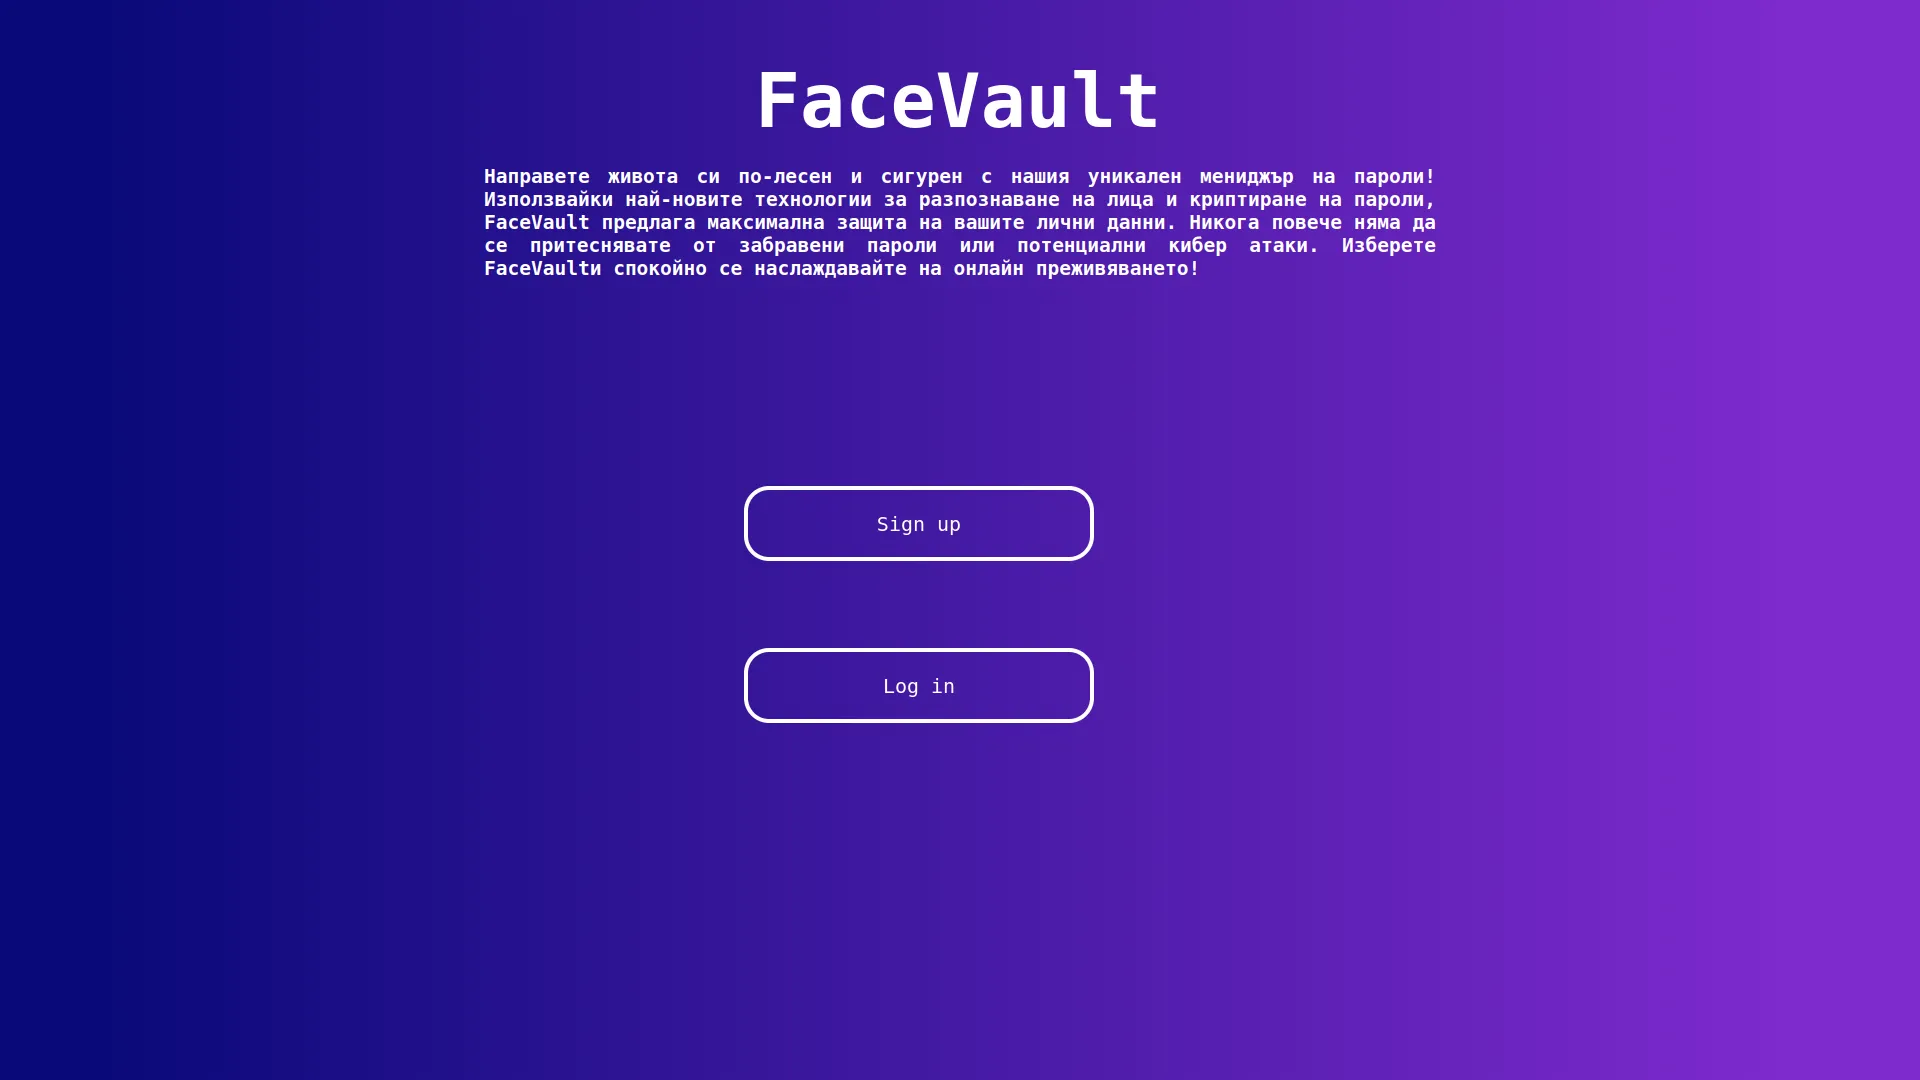 FaceVault
Направете живота си по-лесен и сигурен с нашия уникален мениджър на пароли!
Използвайки най-новите технологии за разпознаване на лица и криптиране на пароли,
FaceVault предлага максимална защита на вашите лични данни. Никога повече няма да
се притеснявате от забравени пароли или потенциални кибер атаки. Изберете
FaceVaultи спокойно се наслаждавайте на онлайн преживяването!
Sign up
Log in